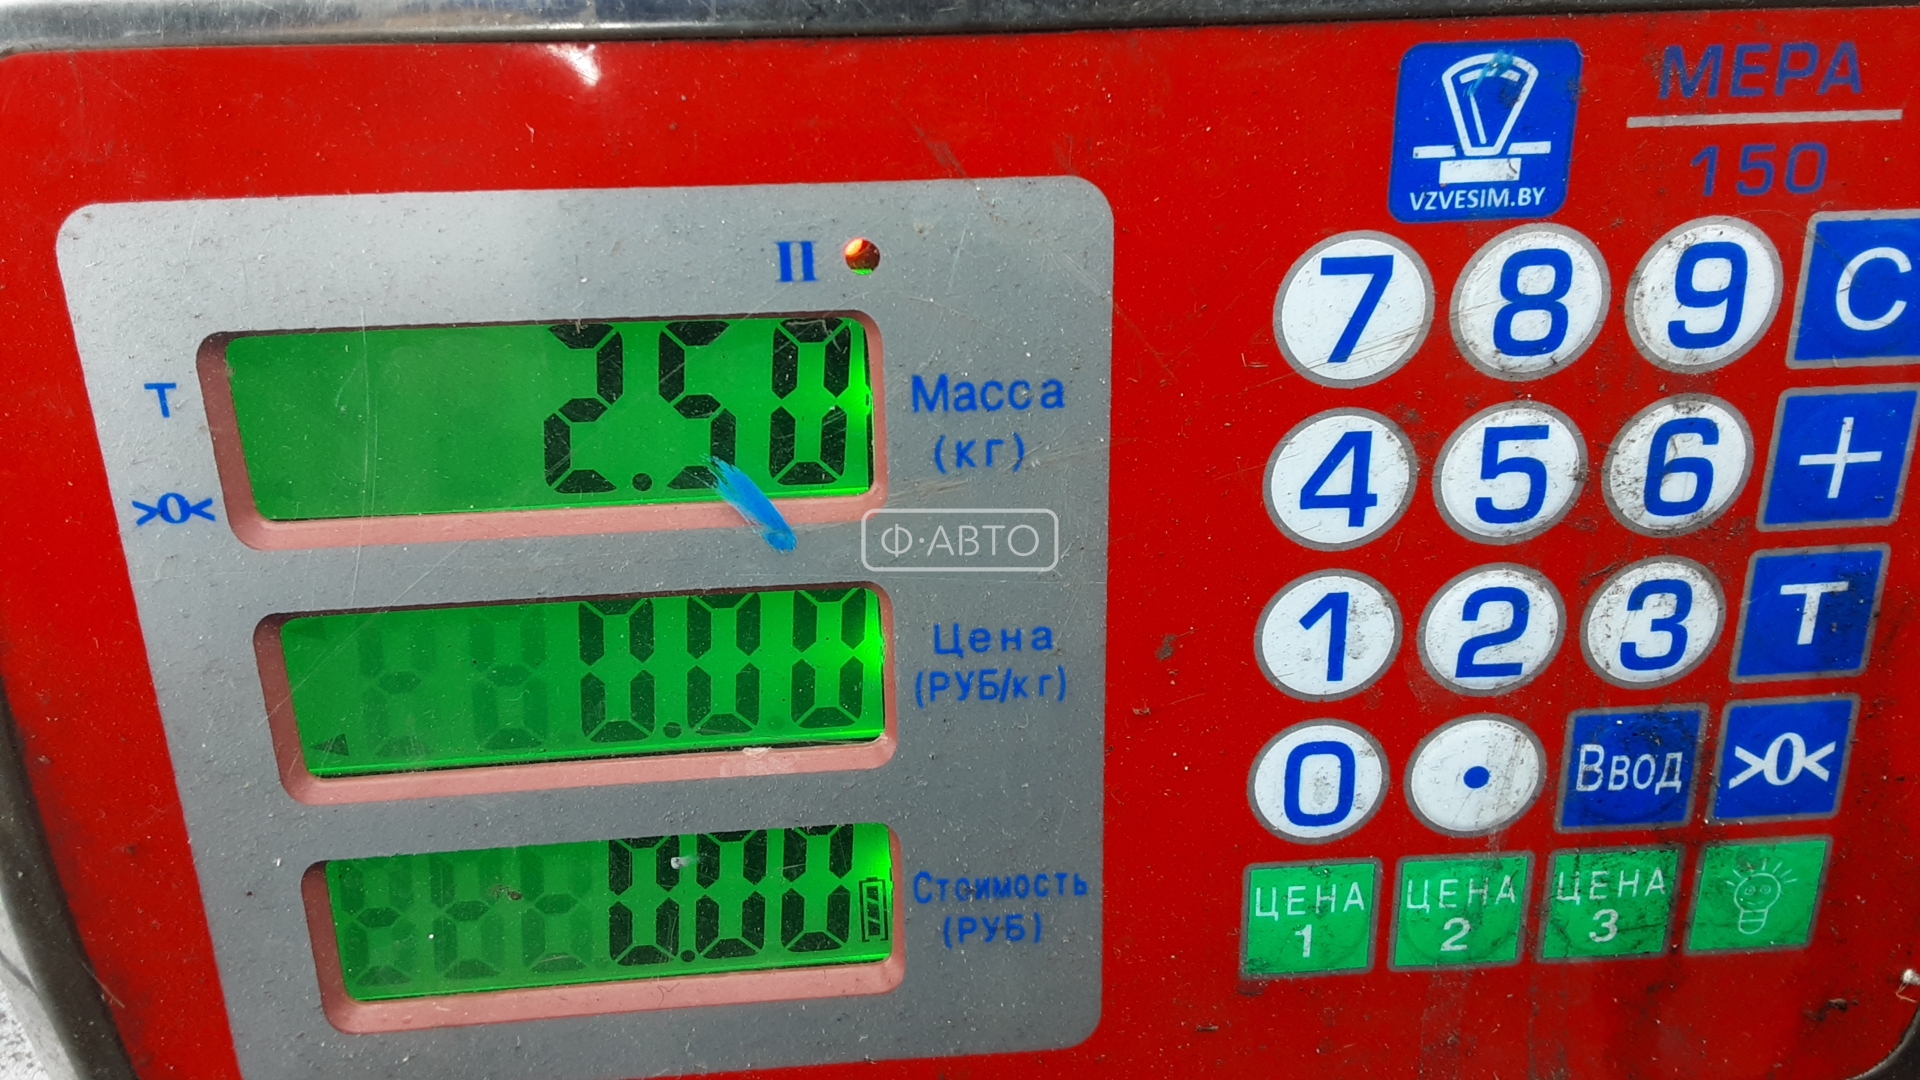 МЕРА
150
VZVESIM.BY
II
T
>0<
2.50
Масса
(кг)
Ф·АВТО
0.00
Цена
(РУБ/кг)
0.00
Стоимость
(РУБ)
7 8 9 C
4 5 6 +
1 2 3 T
0 . Ввод >0<
ЦЕНА 1
ЦЕНА 2
ЦЕНА 3